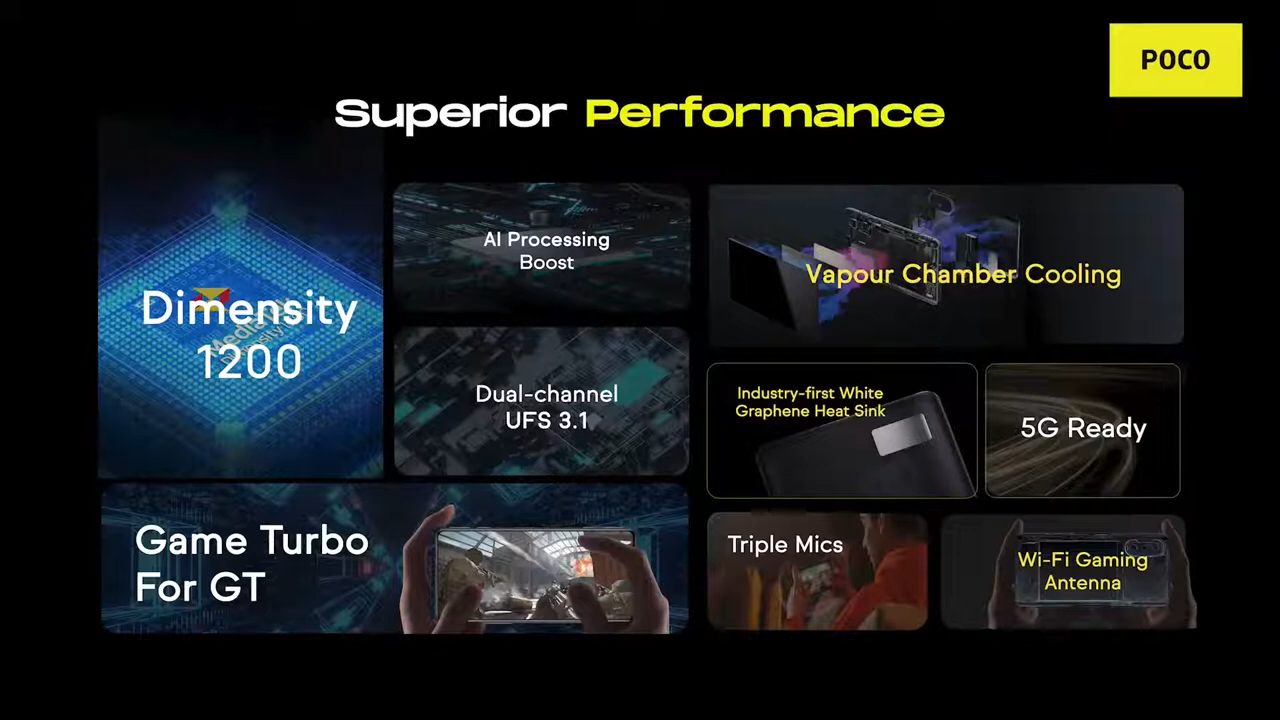 POCO
Superior Performance
Dimensity
1200
AI Processing
Boost
Dual-channel
UFS 3.1
Vapour Chamber Cooling
Industry-first White
Graphene Heat Sink
5G Ready
Game Turbo
For GT
Triple Mics
Wi-Fi Gaming
Antenna